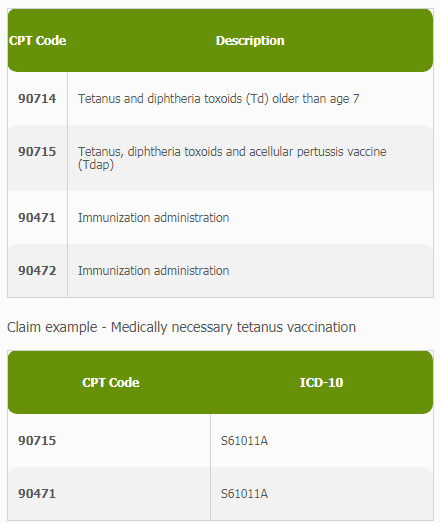 CPT Code Description
90714 Tetanus and diphtheria toxoids (Td) older than age 7
90715 Tetanus, diphtheria toxoids and acellular pertussis vaccine
(Tdap)
90471 Immunization administration
90472 Immunization administration
Claim example - Medically necessary tetanus vaccination
CPT Code ICD-10
90715 S61011A
90471 S61011A